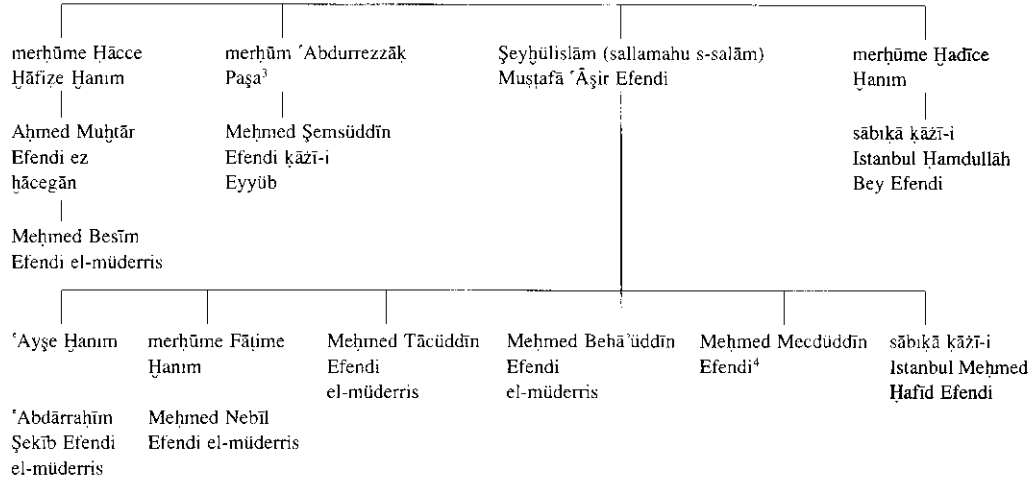 merḥūme Ḥācce
Ḥāfıẓe Ḫanım
merḥūm ʿAbdurrezzāḳ
Paşa³
Şeyḫülislām (sallamahu s-salām)
Muṣṭafā ʿĀşir Efendi
merḥūme Ḫadīce
Ḫanım
Aḥmed Muḫtār
Efendi ez
ḫācegān
Meḥmed Şemsüddīn
Efendi ḳāżī-i
Eyyüb
sābıḳā ḳāżī-i
Istanbul Ḥamdullāh
Bey Efendi
Meḥmed Besīm
Efendi el-müderris
ʿAyşe Ḫanım
merḥūme Fāṭime
Ḫanım
Meḥmed Tācüddīn
Efendi
el-müderris
Meḥmed Behāʾüddīn
Efendi
el-müderris
Meḥmed Mecdüddīn
Efendi⁴
sābıḳā ḳāżī-i
Istanbul Meḥmed
Ḥafīd Efendi
ʿAbdārraḥīm
Şekīb Efendi
el-müderris
Meḥmed Nebīl
Efendi el-müderris